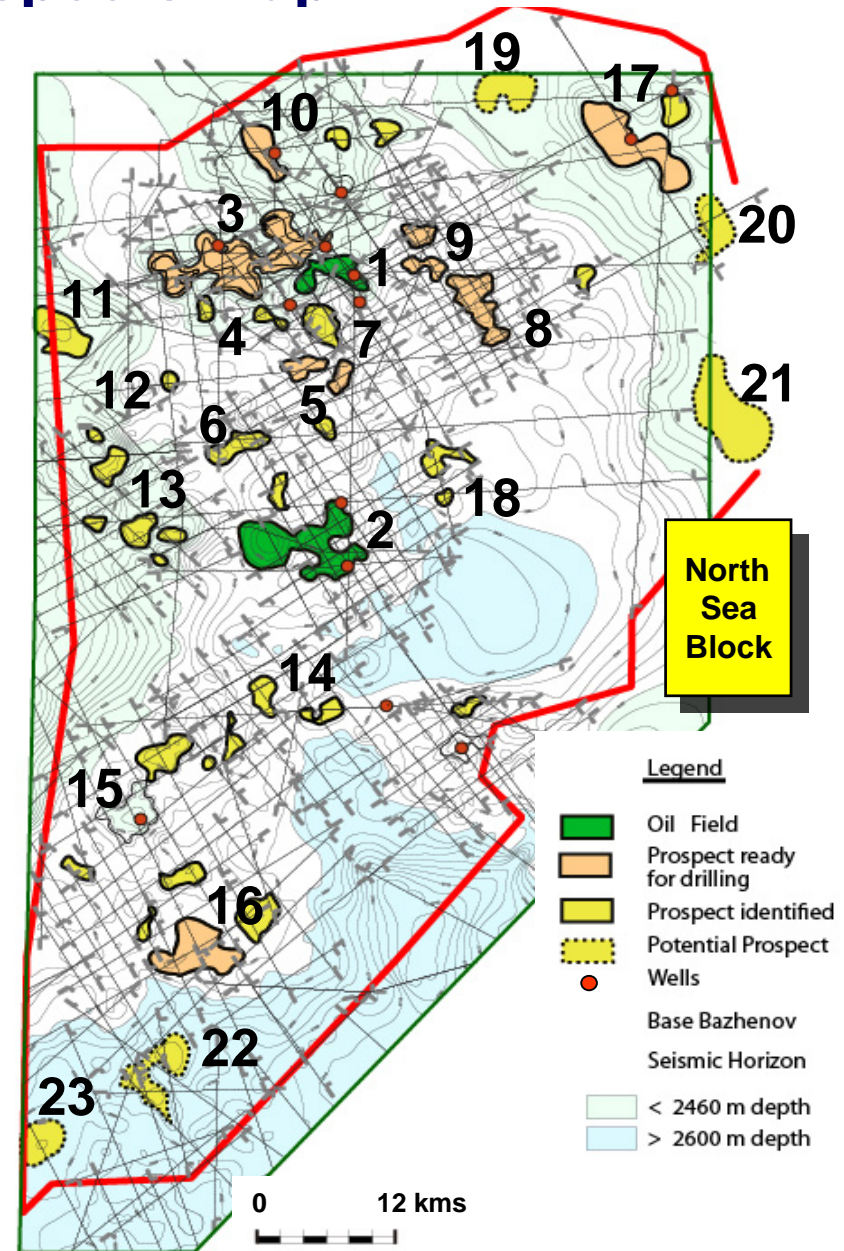 19
17
10
3
20
9
1
11
4
7
8
12
21
5
6
13
18
2
North
Sea
Block
14
15
Legend
Oil Field
Prospect ready
for drilling
16
Prospect identified
Potential Prospect
Wells
Base Bazhenov
Seismic Horizon
22
23
< 2460 m depth
> 2600 m depth
0 12 kms